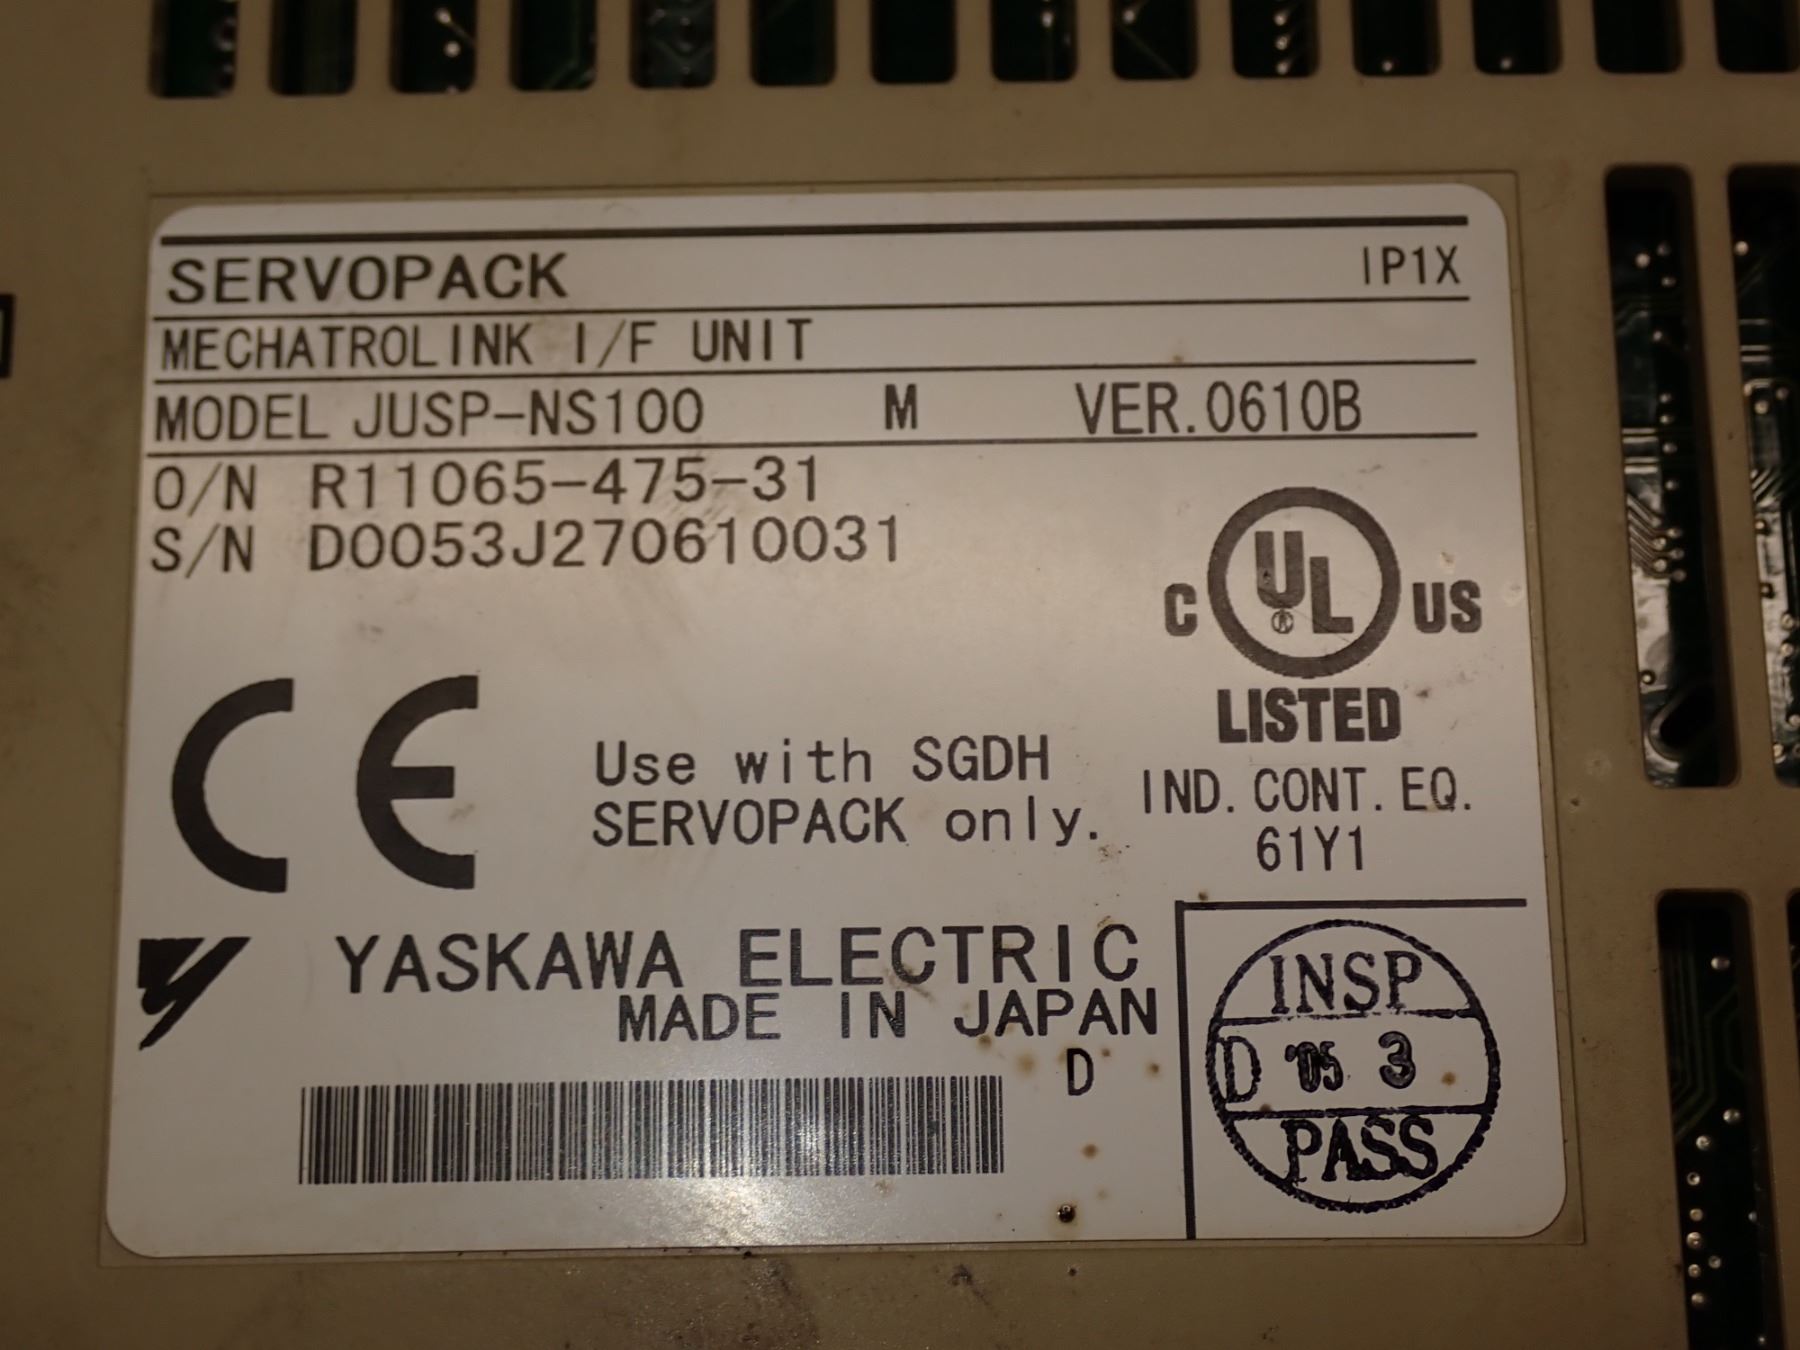 SERVOPACK IP1X
MECHATROLINK I/F UNIT
MODEL JUSP-NS100 M VER.0610B
O/N R11065-475-31
S/N D0053J270610031
C UL® US
LISTED
CE
Use with SGDH
SERVOPACK only.
IND. CONT. EQ.
61Y1
YASKAWA ELECTRIC
MADE IN JAPAN
D
INSP
D '05 3
PASS